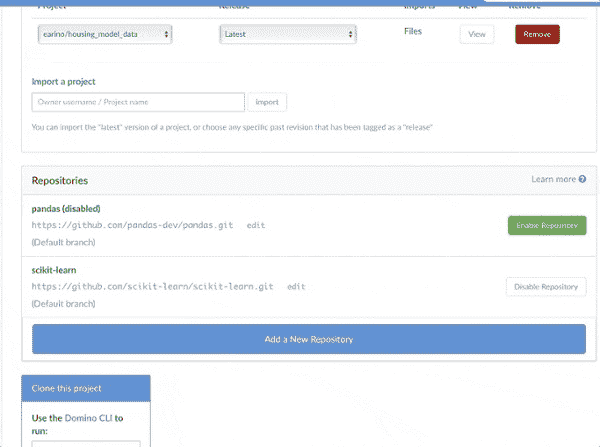 Project Release Imports View Remove
earino/housing_model_data Latest Files View Remove
Import a project
Owner username / Project name Import
You can import the "latest" version of a project, or choose any specific past revision that has been tagged as a "release"
Repositories Learn more
pandas (disabled)
https://github.com/pandas-dev/pandas.git edit Enable Repository
(Default branch)
scikit-learn
https://github.com/scikit-learn/scikit-learn.git edit Disable Repository
(Default branch)
Add a New Repository
Clone this project
Use the Domino CLI to
run: